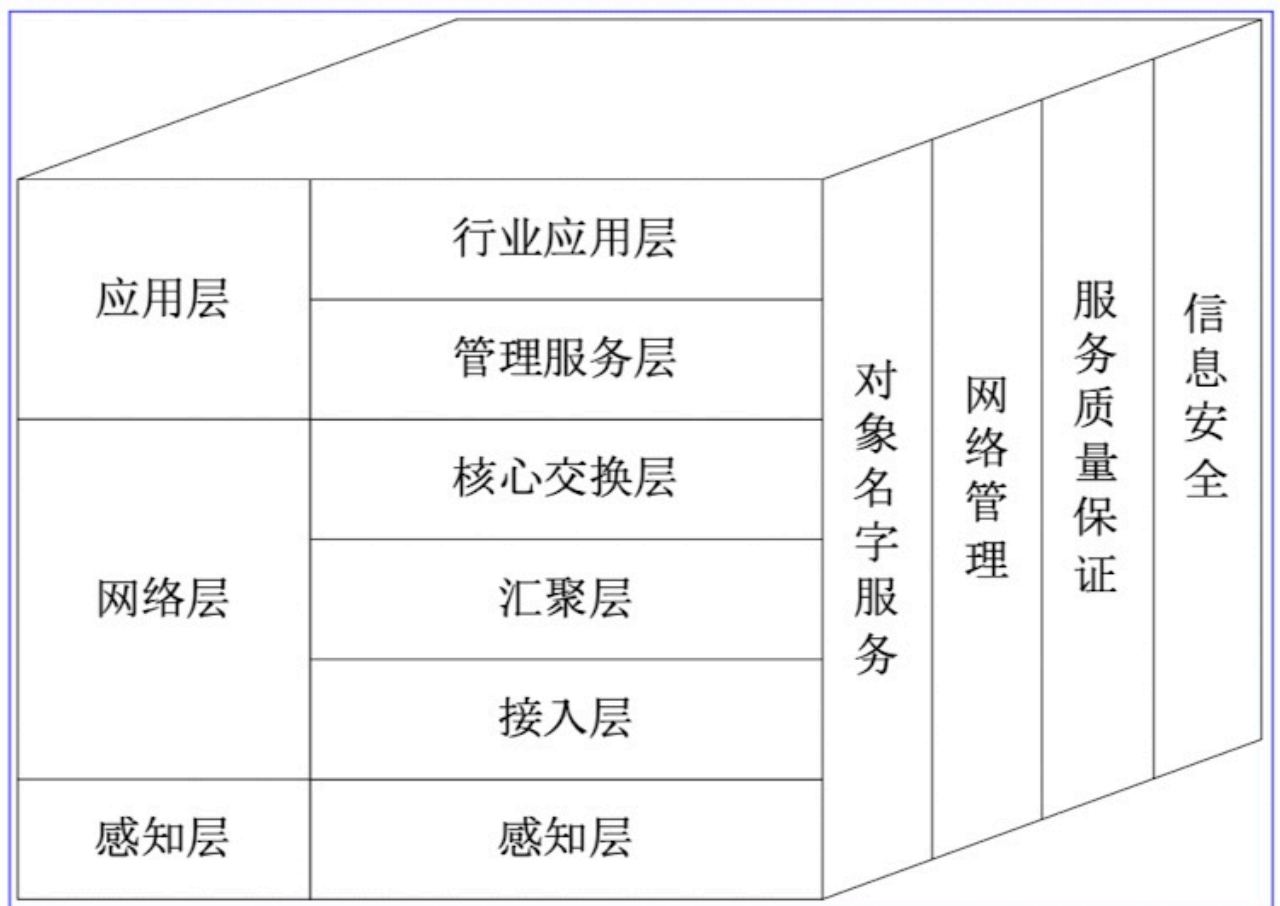 应用层
行业应用层
管理服务层
网络层
核心交换层
汇聚层
接入层
感知层
感知层
对象名字服务
网络管理
服务质量保证
信息安全